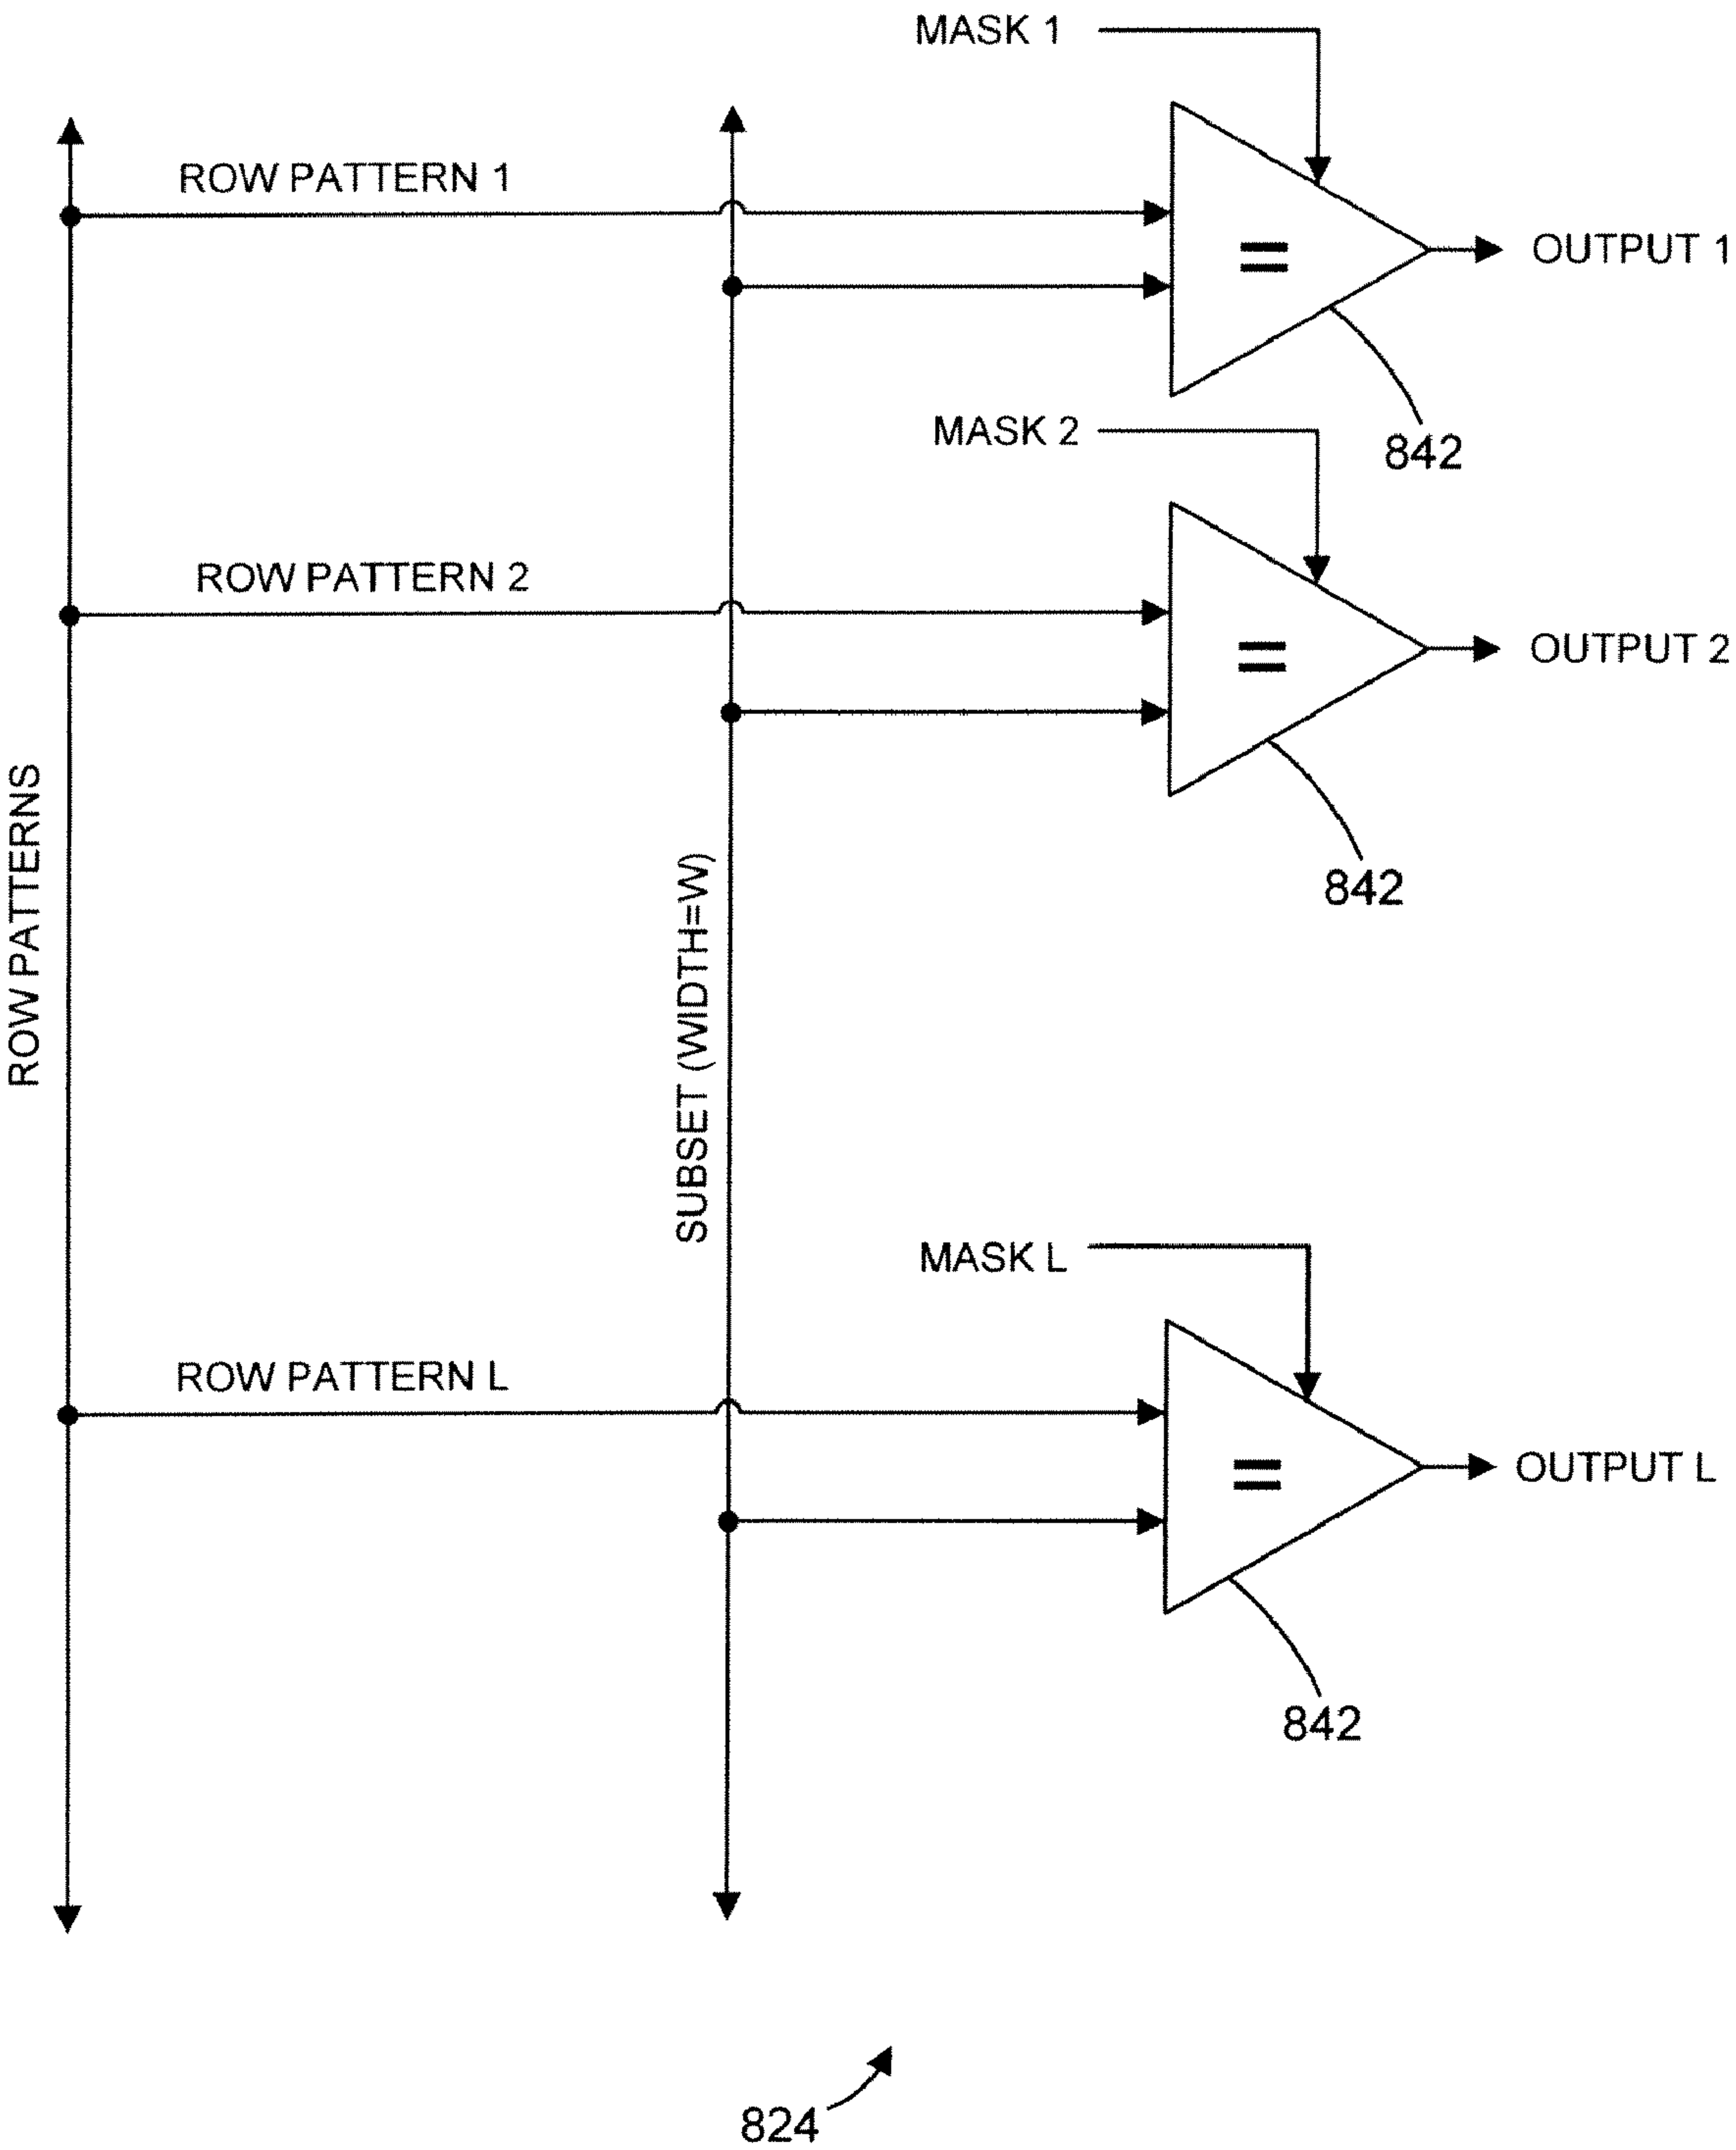 MASK 1
ROW PATTERN 1
=
OUTPUT 1
842
MASK 2
ROW PATTERN 2
=
OUTPUT 2
842
ROW PATTERNS
SUBSET (WIDTH=W)
MASK L
ROW PATTERN L
=
OUTPUT L
842
824